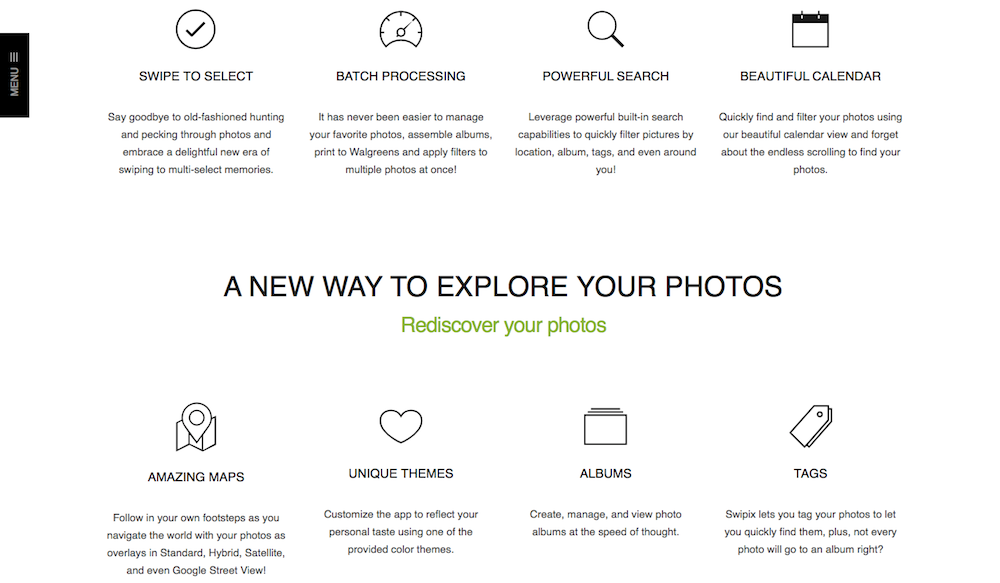 MENU
SWIPE TO SELECT
Say goodbye to old-fashioned hunting
and pecking through photos and
embrace a delightful new era of
swiping to multi-select memories.
BATCH PROCESSING
It has never been easier to manage
your favorite photos, assemble albums,
print to Walgreens and apply filters to
multiple photos at once!
POWERFUL SEARCH
Leverage powerful built-in search
capabilities to quickly filter pictures by
location, album, tags, and even around
you!
BEAUTIFUL CALENDAR
Quickly find and filter your photos using
our beautiful calendar view and forget
about the endless scrolling to find your
photos.
A NEW WAY TO EXPLORE YOUR PHOTOS
Rediscover your photos
AMAZING MAPS
Follow in your own footsteps as you
navigate the world with your photos as
overlays in Standard, Hybrid, Satellite,
and even Google Street View!
UNIQUE THEMES
Customize the app to reflect your
personal taste using one of the
provided color themes.
ALBUMS
Create, manage, and view photo
albums at the speed of thought.
TAGS
Swipix lets you tag your photos to let
you quickly find them, plus, not every
photo will go to an album right?